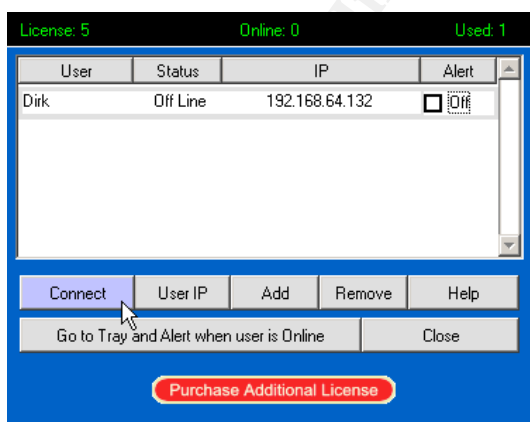 License: 5 Online: 0 Used: 1
User Status IP Alert
Dirk Off Line 192.168.64.132 Off
Connect User IP Add Remove Help
Go to Tray and Alert when user is Online Close
Purchase Additional License